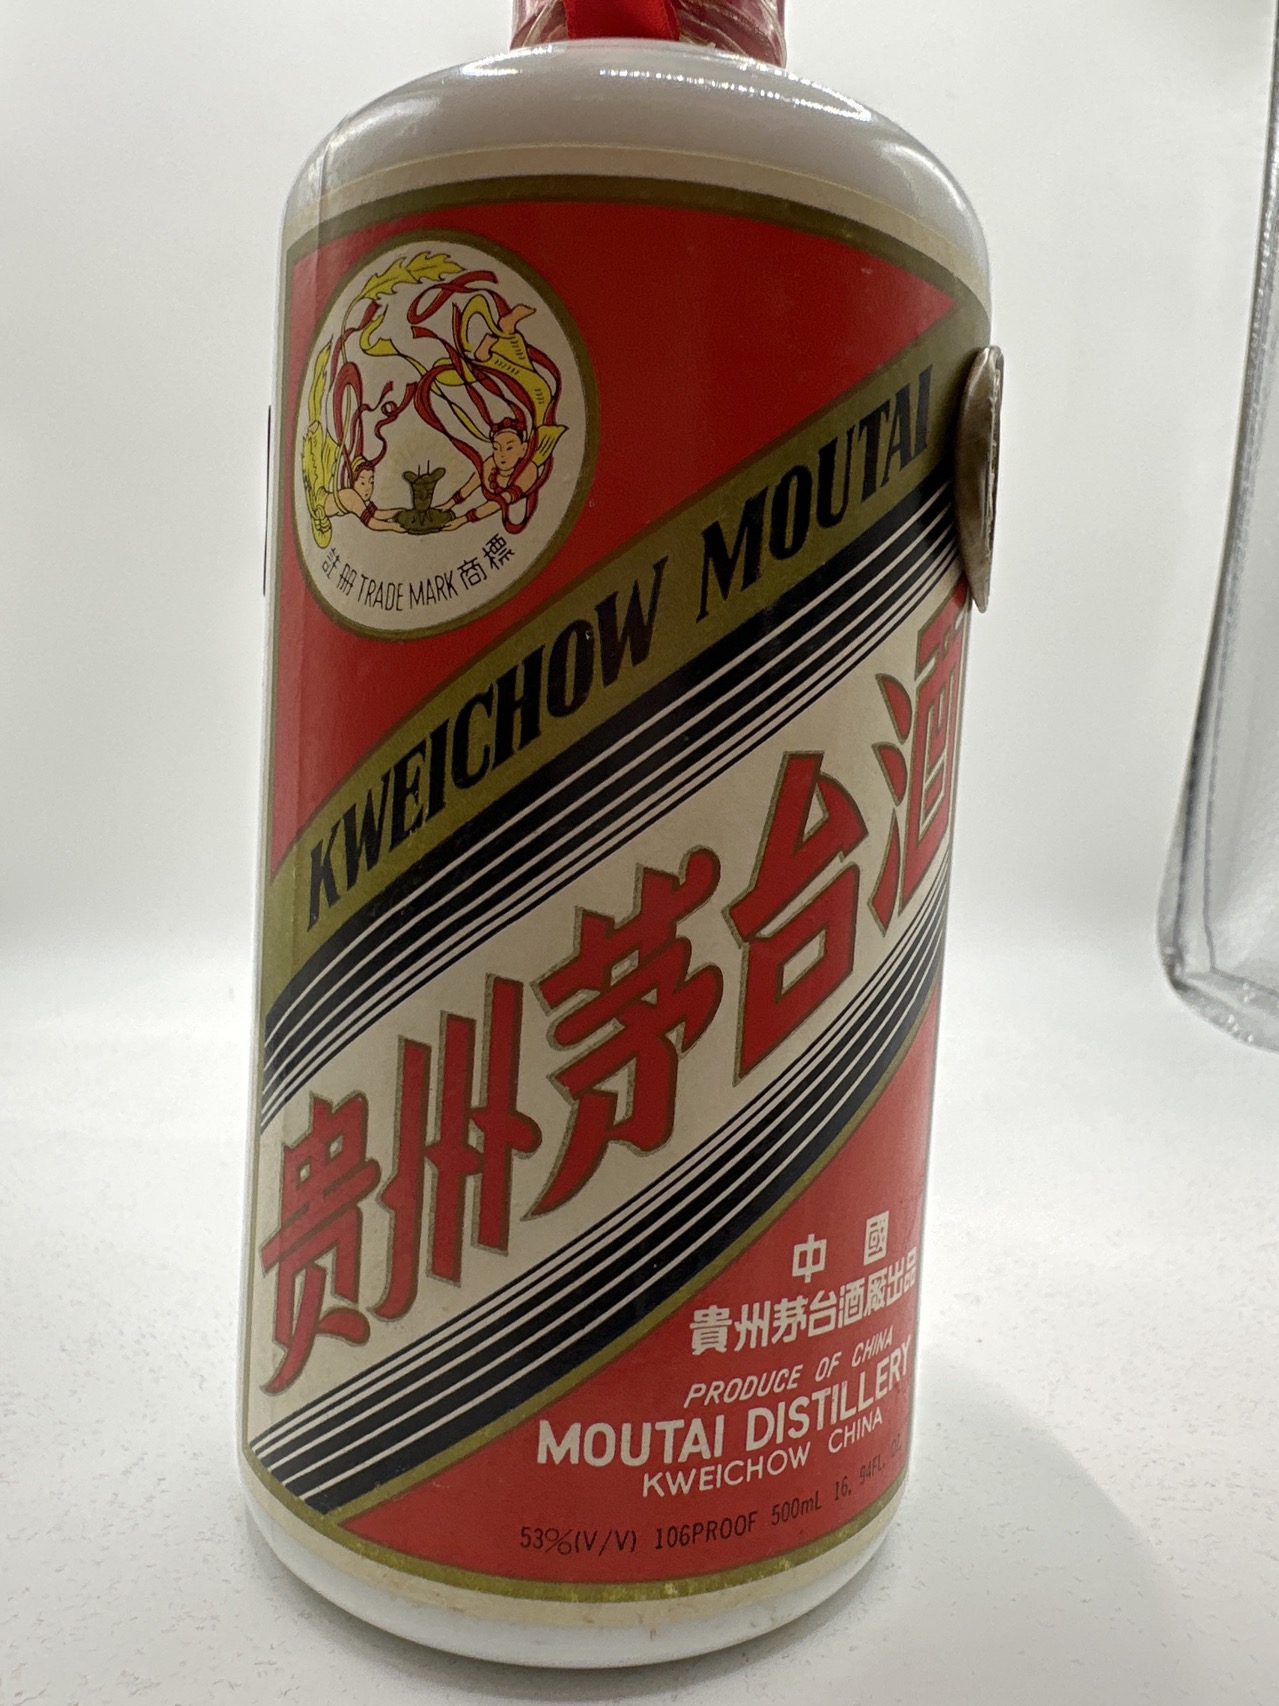 註册 TRADE MARK 商標
KWEICHOW MOUTAI
贵州茅台酒
中國
貴州茅台酒廠出品
PRODUCE OF CHINA
MOUTAI DISTILLERY
KWEICHOW CHINA
53%(V/V) 106PROOF 500mL 16.94FL. OZ